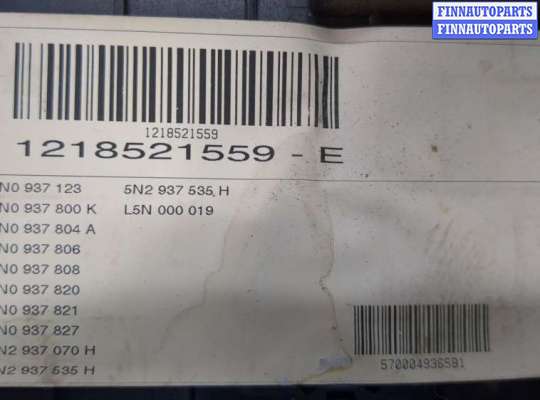 FINNAUTOPARTS
FINNAUTOPARTS
1218521559
1218521559 - E
N0 937 123 5N2 937 535 H
N0 937 800 K L5N 000 019
N0 937 804 A
N0 937 806
N0 937 808
N0 937 820
N0 937 821
N0 937 827
N2 937 070 H
N2 937 535 H
570004936591